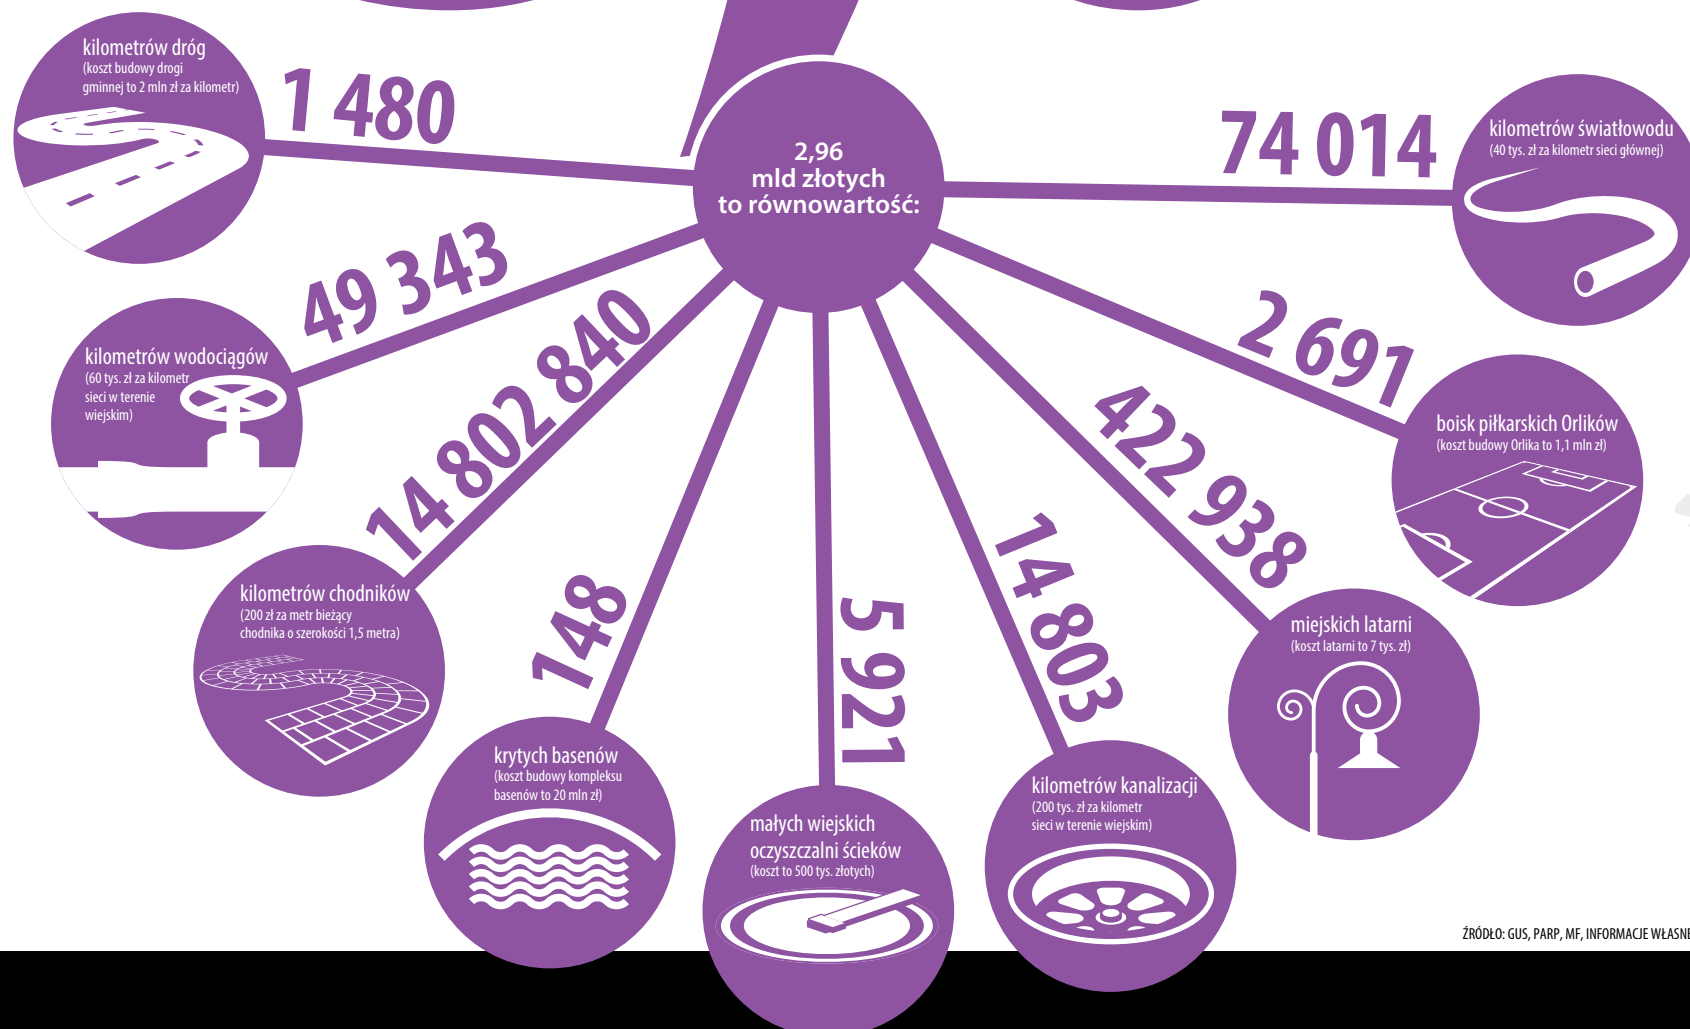 kilometrów dróg
(koszt budowy drogi
gminnej to 2 mln zł za kilometr)
1 480
2,96
mld złotych
to równowartość:
74 014
kilometrów światłowodu
(40 tys. zł za kilometr sieci głównej)
49 343
kilometrów wodociągów
(60 tys. zł za kilometr
sieci w terenie
wiejskim)
2 691
boisk piłkarskich Orlików
(koszt budowy Orlika to 1,1 mln zł)
14 802 840
kilometrów chodników
(200 zł za metr bieżący
chodnika o szerokości 1,5 metra)
422 938
miejskich latarni
(koszt latarni to 7 tys. zł)
148
krytych basenów
(koszt budowy kompleksu
basenów to 20 mln zł)
5 921
małych wiejskich
oczyszczalni ścieków
(koszt to 500 tys. złotych)
14 803
kilometrów kanalizacji
(200 tys. zł za kilometr
sieci w terenie wiejskim)
ŹRÓDŁO: GUS, PARP, MF, INFORMACJE WŁASNE